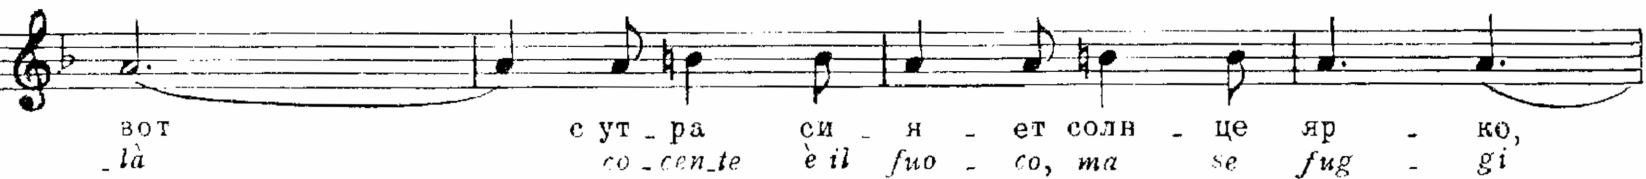 вот с ут - ра си - я - ет солн - це яр - ко,
- là co - cen - te è il fuo - co, ma se fug - gi